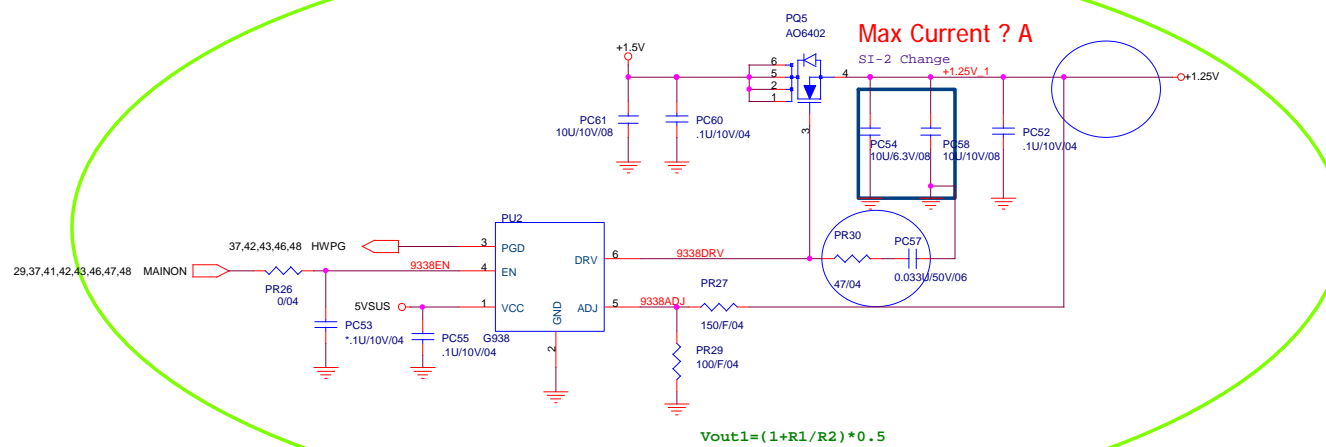 PQ5
AO6402
Max Current ? A
SI-2 Change
+1.5V
6
5
2
1
4
3
+1.25V_1
+1.25V
PC61
10U/10V/08
PC60
.1U/10V/04
PC54
10U/6.3V/08
PC58
10U/10V/08
PC52
.1U/10V/04
PU2
37,42,43,46,48 HWPG
3
PGD
29,37,41,42,43,46,47,48 MAINON
PR26
0/04
9338EN
4
EN
DRV
6
9338DRV
PR30
47/04
PC57
0.033U/50V/06
5VSUS
1
VCC
GND
2
ADJ
5
9338ADJ
PR27
150/F/04
PC53
*.1U/10V/04
PC55
.1U/10V/04
G938
PR29
100/F/04
Vout1=(1+R1/R2)*0.5